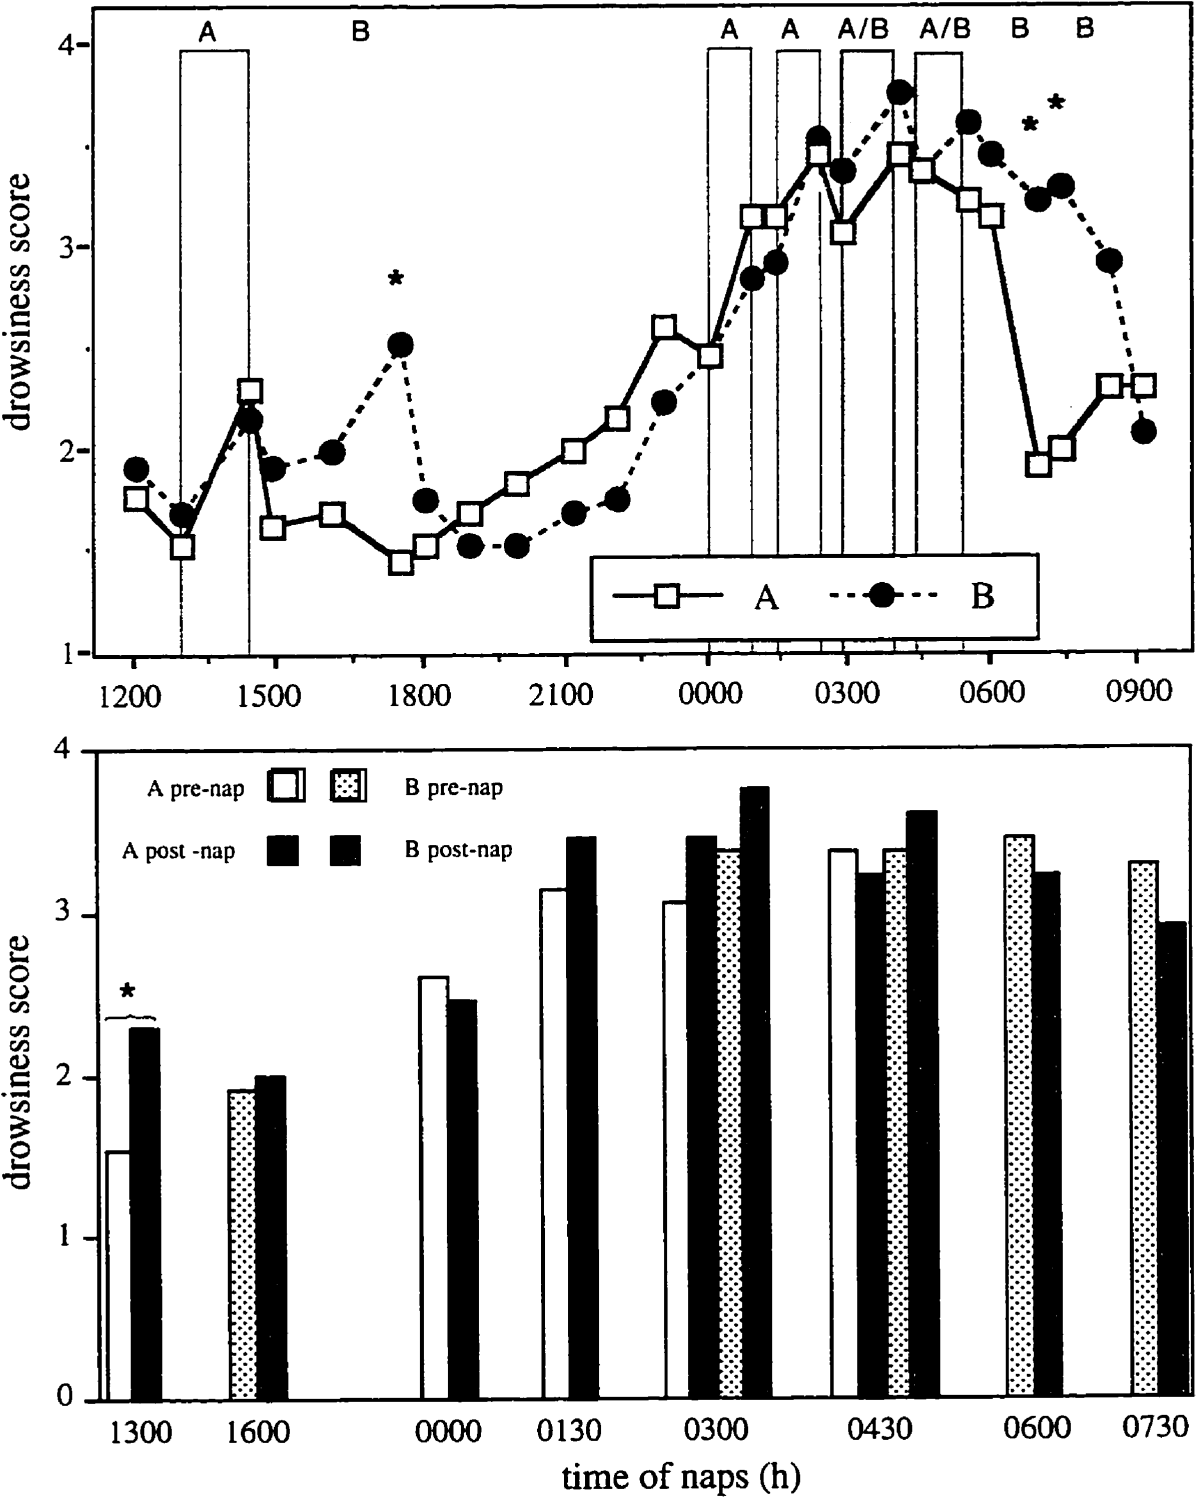 A B A A A/B A/B B B
4
*
*
3
*
drowsiness score
2
A B
1
1200 1500 1800 2100 0000 0300 0600 0900
4
A pre-nap B pre-nap
A post -nap B post-nap
3
*
drowsiness score
2
1
0
1300 1600 0000 0130 0300 0430 0600 0730
time of naps (h)